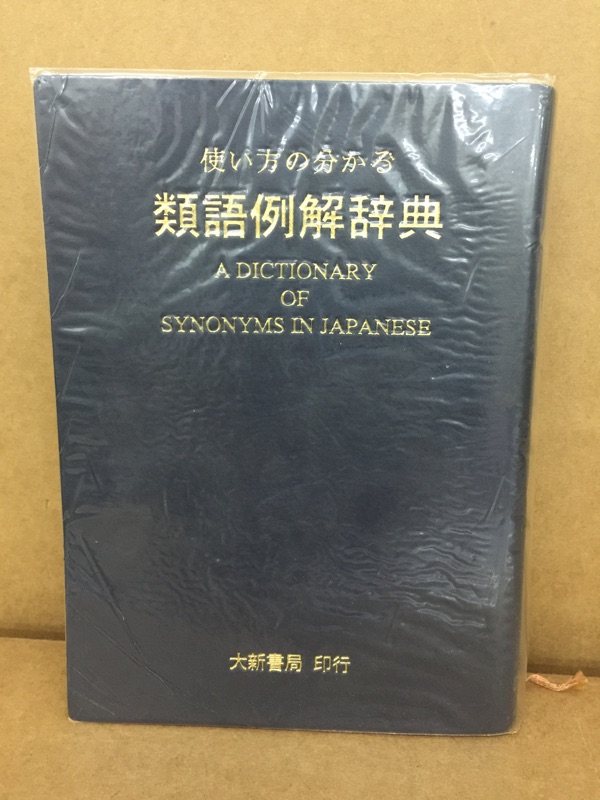 使い方の分かる
類語例解辞典
A DICTIONARY
OF
SYNONYMS IN JAPANESE
大新書局 印行